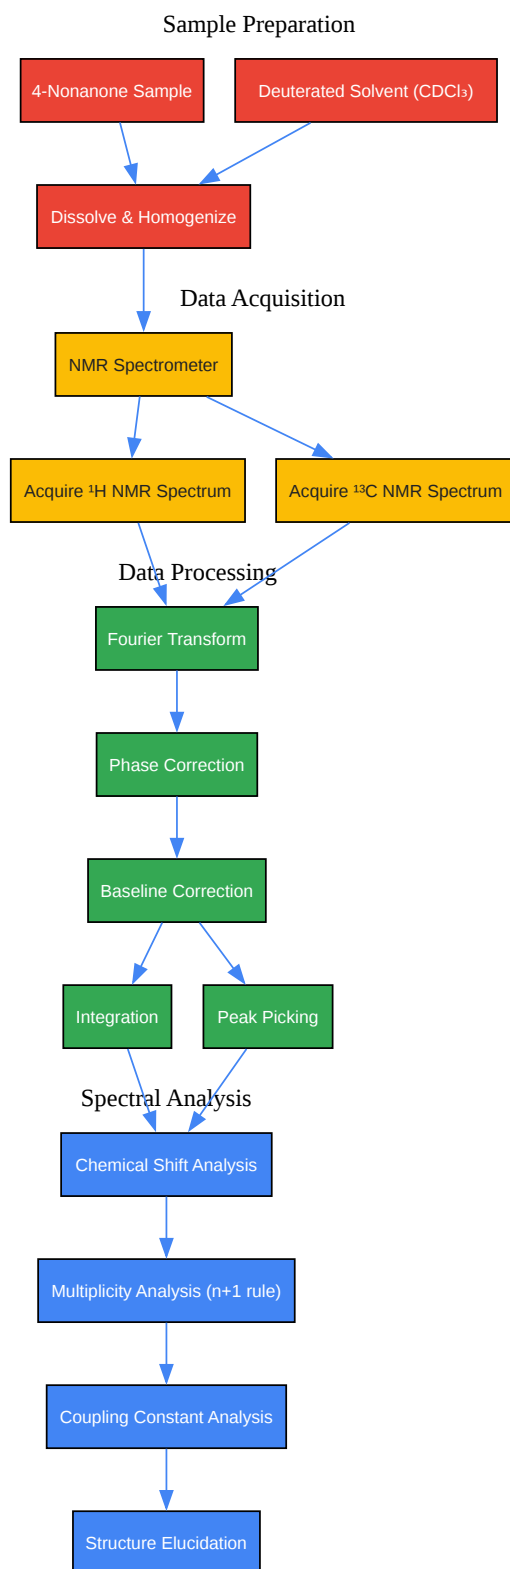 Sample Preparation
4-Nonanone Sample
Deuterated Solvent (CDCl₃)
Dissolve & Homogenize
Data Acquisition
NMR Spectrometer
Acquire ¹H NMR Spectrum
Acquire ¹³C NMR Spectrum
Data Processing
Fourier Transform
Phase Correction
Baseline Correction
Integration
Peak Picking
Spectral Analysis
Chemical Shift Analysis
Multiplicity Analysis (n+1 rule)
Coupling Constant Analysis
Structure Elucidation